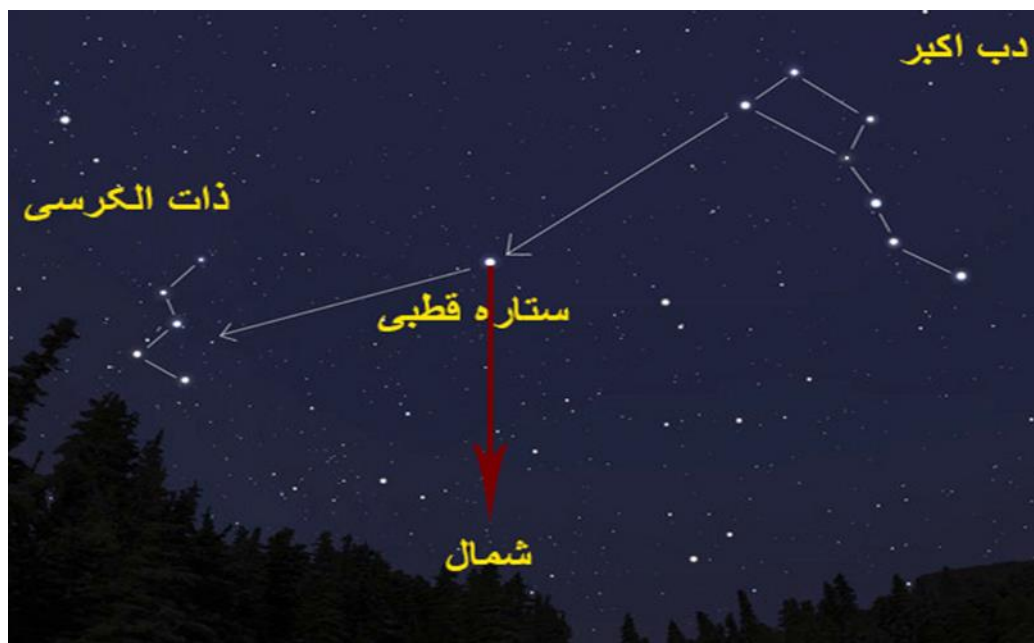 دب اکبر
ذات الکرسی
ستاره قطبی
شمال